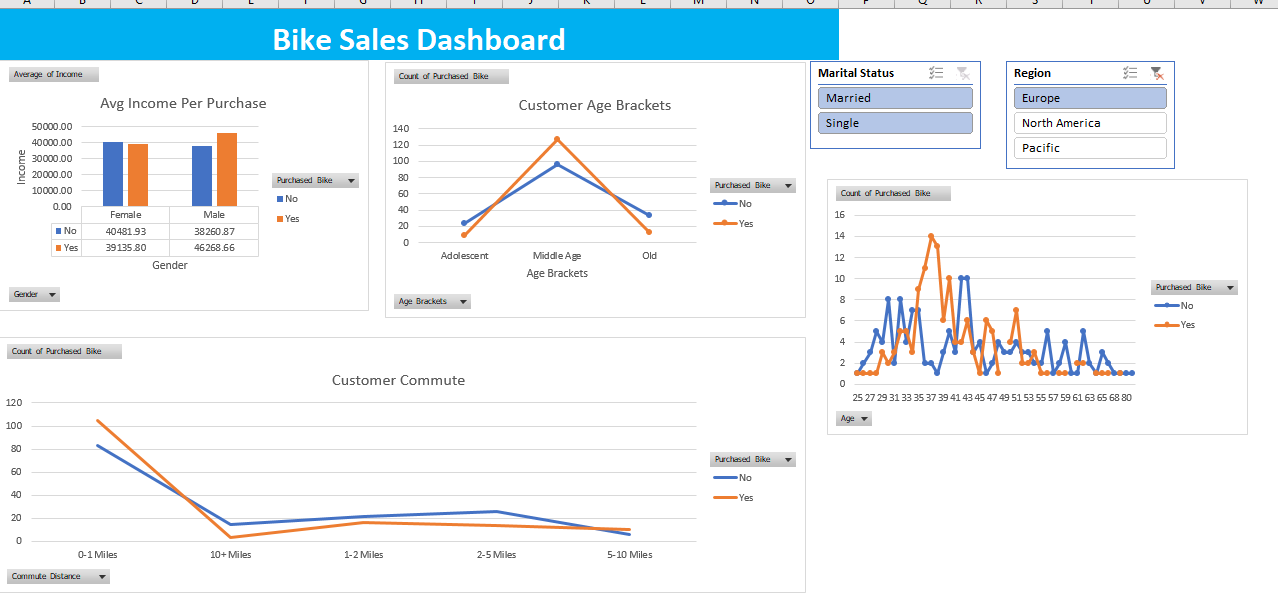 A B C D E F G H I J K L M N O P Q R S T U V W
Bike Sales Dashboard
Average of Income
Avg Income Per Purchase
50000.00
40000.00
30000.00
20000.00
10000.00
0.00
Income
Female Male
No 40481.93 38260.87
Yes 39135.80 46268.66
Gender
Purchased Bike
No
Yes
Gender
Count of Purchased Bike
Customer Age Brackets
140
120
100
80
60
40
20
0
Adolescent Middle Age Old
Age Brackets
Purchased Bike
No
Yes
Age Brackets
Marital Status
Married
Single
Region
Europe
North America
Pacific
Count of Purchased Bike
16
14
12
10
8
6
4
2
0
25 27 29 31 33 35 37 39 41 43 45 47 49 51 53 55 57 59 61 63 65 68 80
Purchased Bike
No
Yes
Age
Count of Purchased Bike
Customer Commute
120
100
80
60
40
20
0
0-1 Miles 10+ Miles 1-2 Miles 2-5 Miles 5-10 Miles
Purchased Bike
No
Yes
Commute Distance